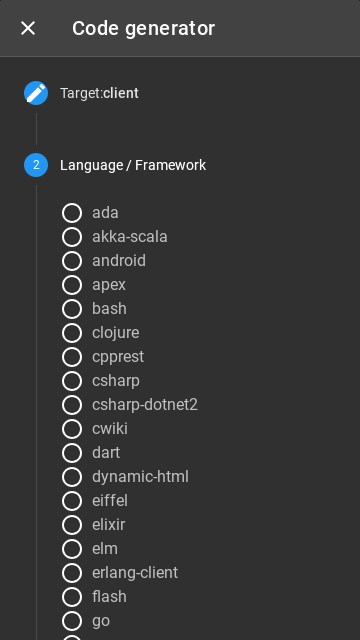 Code generator
Target:client
2
Language / Framework
ada
akka-scala
android
apex
bash
clojure
cpprest
csharp
csharp-dotnet2
cwiki
dart
dynamic-html
eiffel
elixir
elm
erlang-client
flash
go